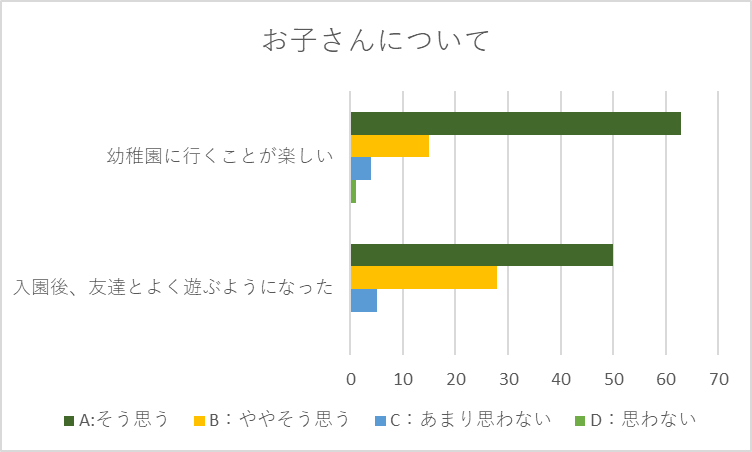 お子さんについて
幼稚園に行くことが楽しい
入園後、友達とよく遊ぶようになった
0 10 20 30 40 50 60 70
A:そう思う B：ややそう思う C：あまり思わない D：思わない